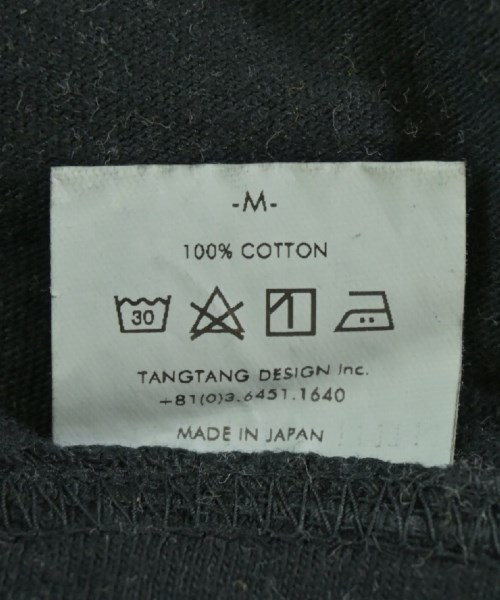 -M-
100% COTTON
30
TANGTANG DESIGN Inc.
+81(0)3.6451.1640
MADE IN JAPAN